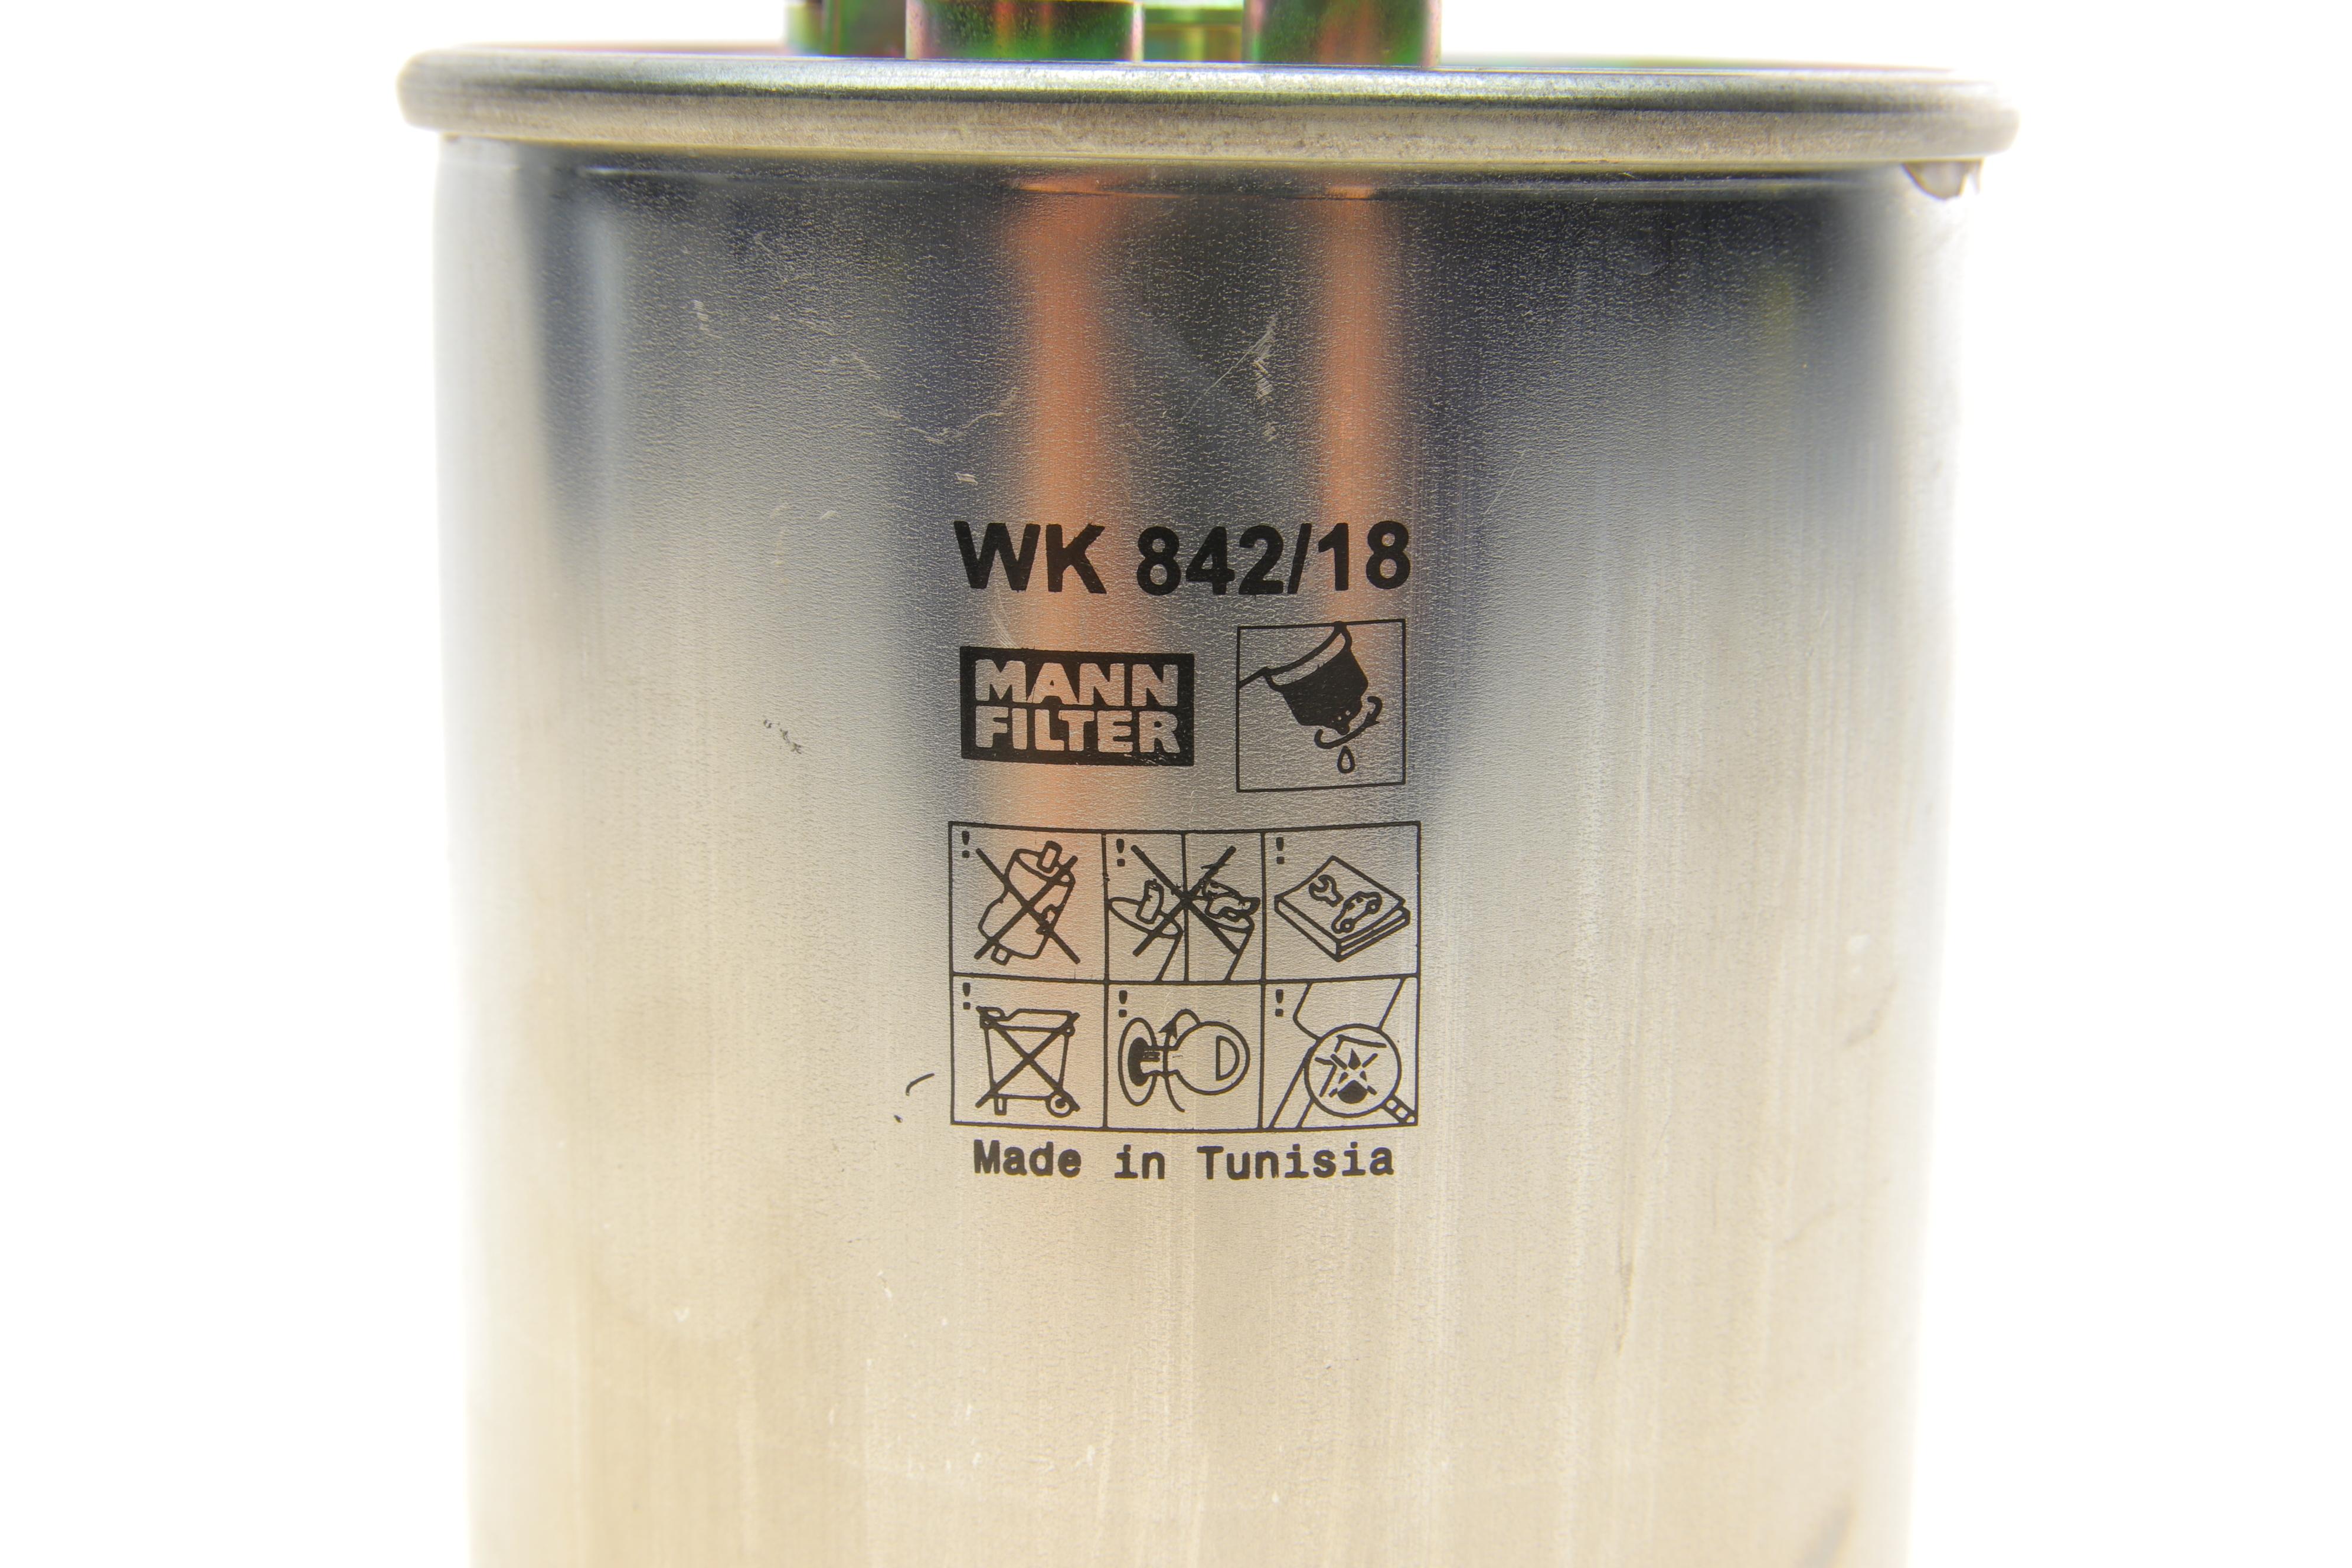 WK 842/18
MANN
FILTER
Made in Tunisia